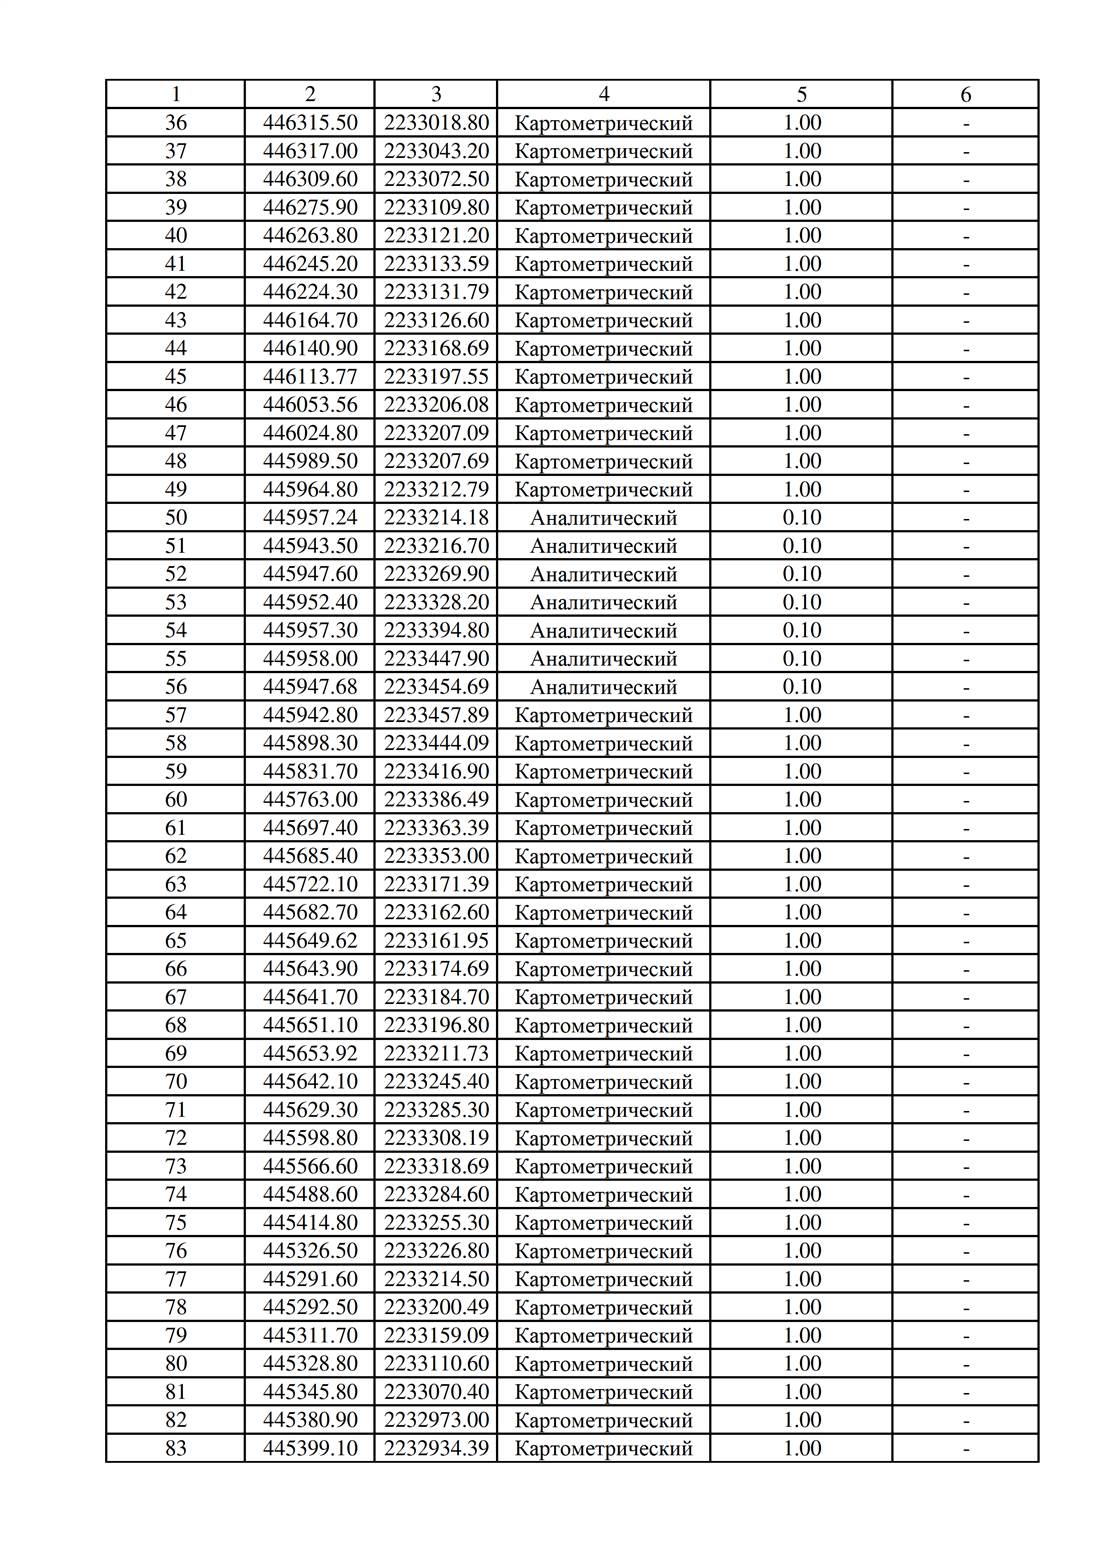 1 2 3 4 5 6
36 446315.50 2233018.80 Картометрический 1.00 -
37 446317.00 2233043.20 Картометрический 1.00 -
38 446309.60 2233072.50 Картометрический 1.00 -
39 446275.90 2233109.80 Картометрический 1.00 -
40 446263.80 2233121.20 Картометрический 1.00 -
41 446245.20 2233133.59 Картометрический 1.00 -
42 446224.30 2233131.79 Картометрический 1.00 -
43 446164.70 2233126.60 Картометрический 1.00 -
44 446140.90 2233168.69 Картометрический 1.00 -
45 446113.77 2233197.55 Картометрический 1.00 -
46 446053.56 2233206.08 Картометрический 1.00 -
47 446024.80 2233207.09 Картометрический 1.00 -
48 445989.50 2233207.69 Картометрический 1.00 -
49 445964.80 2233212.79 Картометрический 1.00 -
50 445957.24 2233214.18 Аналитический 0.10 -
51 445943.50 2233216.70 Аналитический 0.10 -
52 445947.60 2233269.90 Аналитический 0.10 -
53 445952.40 2233328.20 Аналитический 0.10 -
54 445957.30 2233394.80 Аналитический 0.10 -
55 445958.00 2233447.90 Аналитический 0.10 -
56 445947.68 2233454.69 Аналитический 0.10 -
57 445942.80 2233457.89 Картометрический 1.00 -
58 445898.30 2233444.09 Картометрический 1.00 -
59 445831.70 2233416.90 Картометрический 1.00 -
60 445763.00 2233386.49 Картометрический 1.00 -
61 445697.40 2233363.39 Картометрический 1.00 -
62 445685.40 2233353.00 Картометрический 1.00 -
63 445722.10 2233171.39 Картометрический 1.00 -
64 445682.70 2233162.60 Картометрический 1.00 -
65 445649.62 2233161.95 Картометрический 1.00 -
66 445643.90 2233174.69 Картометрический 1.00 -
67 445641.70 2233184.70 Картометрический 1.00 -
68 445651.10 2233196.80 Картометрический 1.00 -
69 445653.92 2233211.73 Картометрический 1.00 -
70 445642.10 2233245.40 Картометрический 1.00 -
71 445629.30 2233285.30 Картометрический 1.00 -
72 445598.80 2233308.19 Картометрический 1.00 -
73 445566.60 2233318.69 Картометрический 1.00 -
74 445488.60 2233284.60 Картометрический 1.00 -
75 445414.80 2233255.30 Картометрический 1.00 -
76 445326.50 2233226.80 Картометрический 1.00 -
77 445291.60 2233214.50 Картометрический 1.00 -
78 445292.50 2233200.49 Картометрический 1.00 -
79 445311.70 2233159.09 Картометрический 1.00 -
80 445328.80 2233110.60 Картометрический 1.00 -
81 445345.80 2233070.40 Картометрический 1.00 -
82 445380.90 2232973.00 Картометрический 1.00 -
83 445399.10 2232934.39 Картометрический 1.00 -